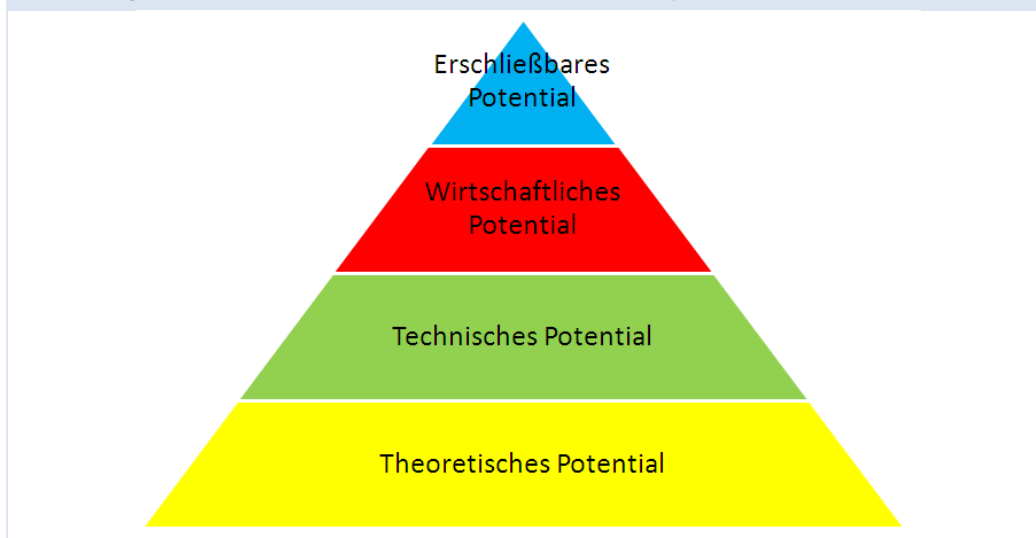 Erschließbares
Potential
Wirtschaftliches
Potential
Technisches Potential
Theoretisches Potential